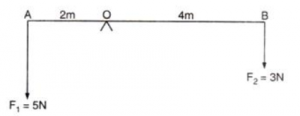 A 2m O 4m B
F₂ = 3N
F₁ = 5N